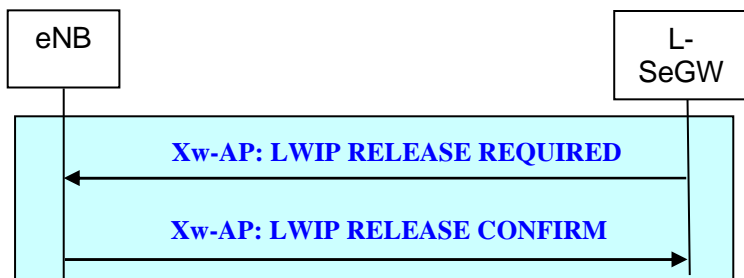 eNB
L-
SeGW
Xw-AP: LWIP RELEASE REQUIRED
Xw-AP: LWIP RELEASE CONFIRM